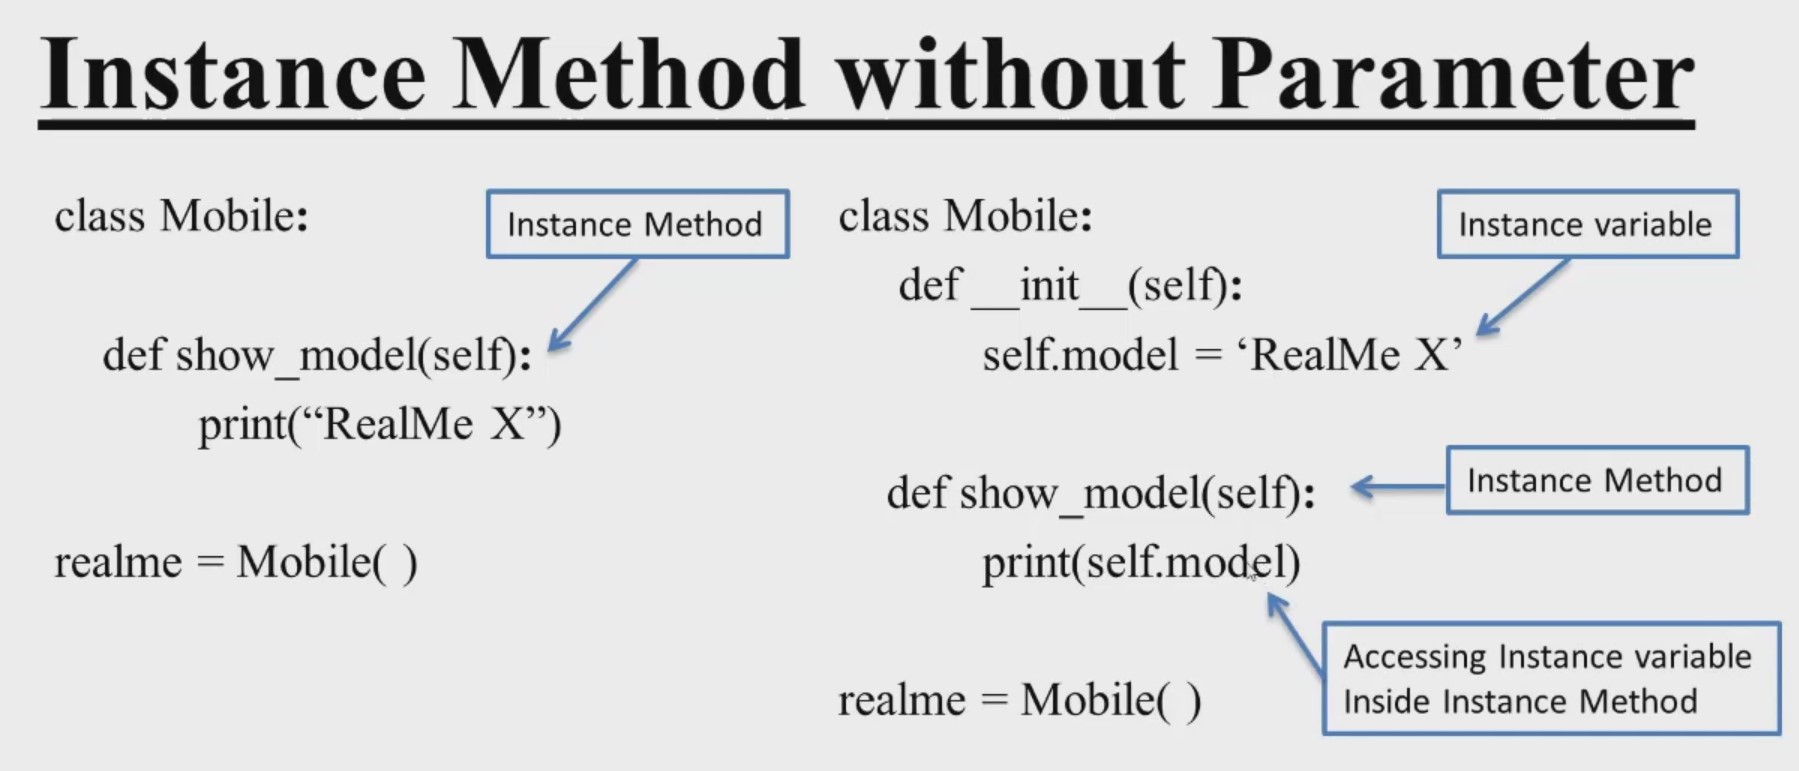 Instance Method without Parameter
class Mobile:
Instance Method
def show_model(self):
print(“RealMe X”)
realme = Mobile( )
class Mobile:
Instance variable
def __init__(self):
self.model = ‘RealMe X’
def show_model(self):
Instance Method
print(self.model)
Accessing Instance variable
Inside Instance Method
realme = Mobile( )